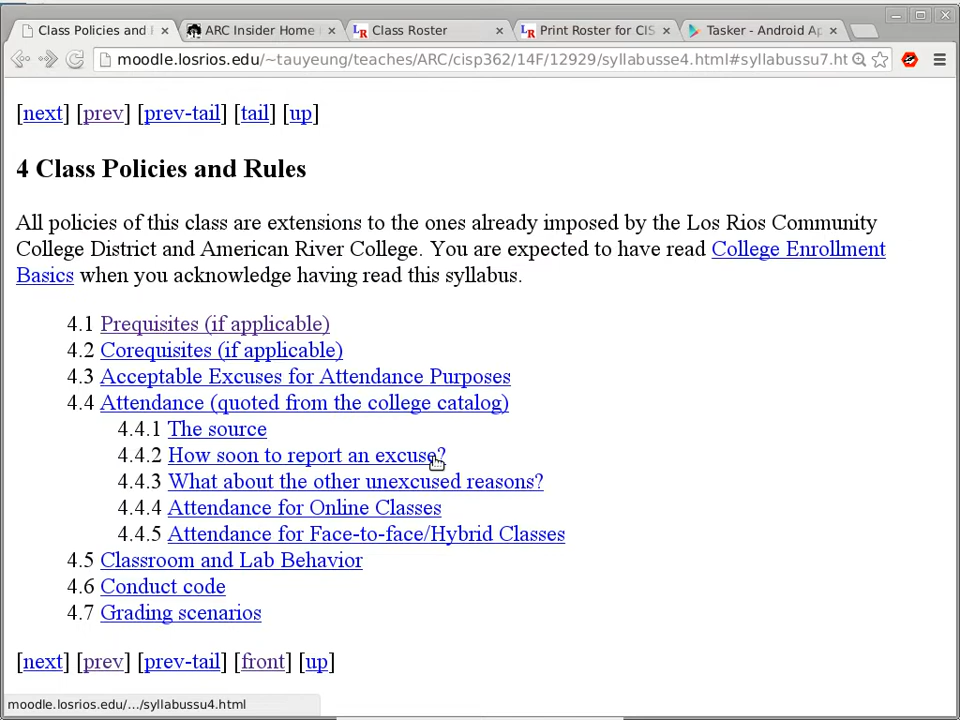 Class Policies and
ARC Insider Home
Class Roster
Print Roster for CIS
Tasker - Android Ap
moodle.losrios.edu/~tauyeung/teaches/ARC/cisp362/14F/12929/syllabusse4.html#syllabussu7.ht
[next] [prev] [prev-tail] [tail] [up]
4 Class Policies and Rules
All policies of this class are extensions to the ones already imposed by the Los Rios Community
College District and American River College. You are expected to have read College Enrollment
Basics when you acknowledge having read this syllabus.
4.1 Prequisites (if applicable)
4.2 Corequisites (if applicable)
4.3 Acceptable Excuses for Attendance Purposes
4.4 Attendance (quoted from the college catalog)
4.4.1 The source
4.4.2 How soon to report an excuse?
4.4.3 What about the other unexcused reasons?
4.4.4 Attendance for Online Classes
4.4.5 Attendance for Face-to-face/Hybrid Classes
4.5 Classroom and Lab Behavior
4.6 Conduct code
4.7 Grading scenarios
[next] [prev] [prev-tail] [front] [up]
moodle.losrios.edu/.../syllabussu4.html